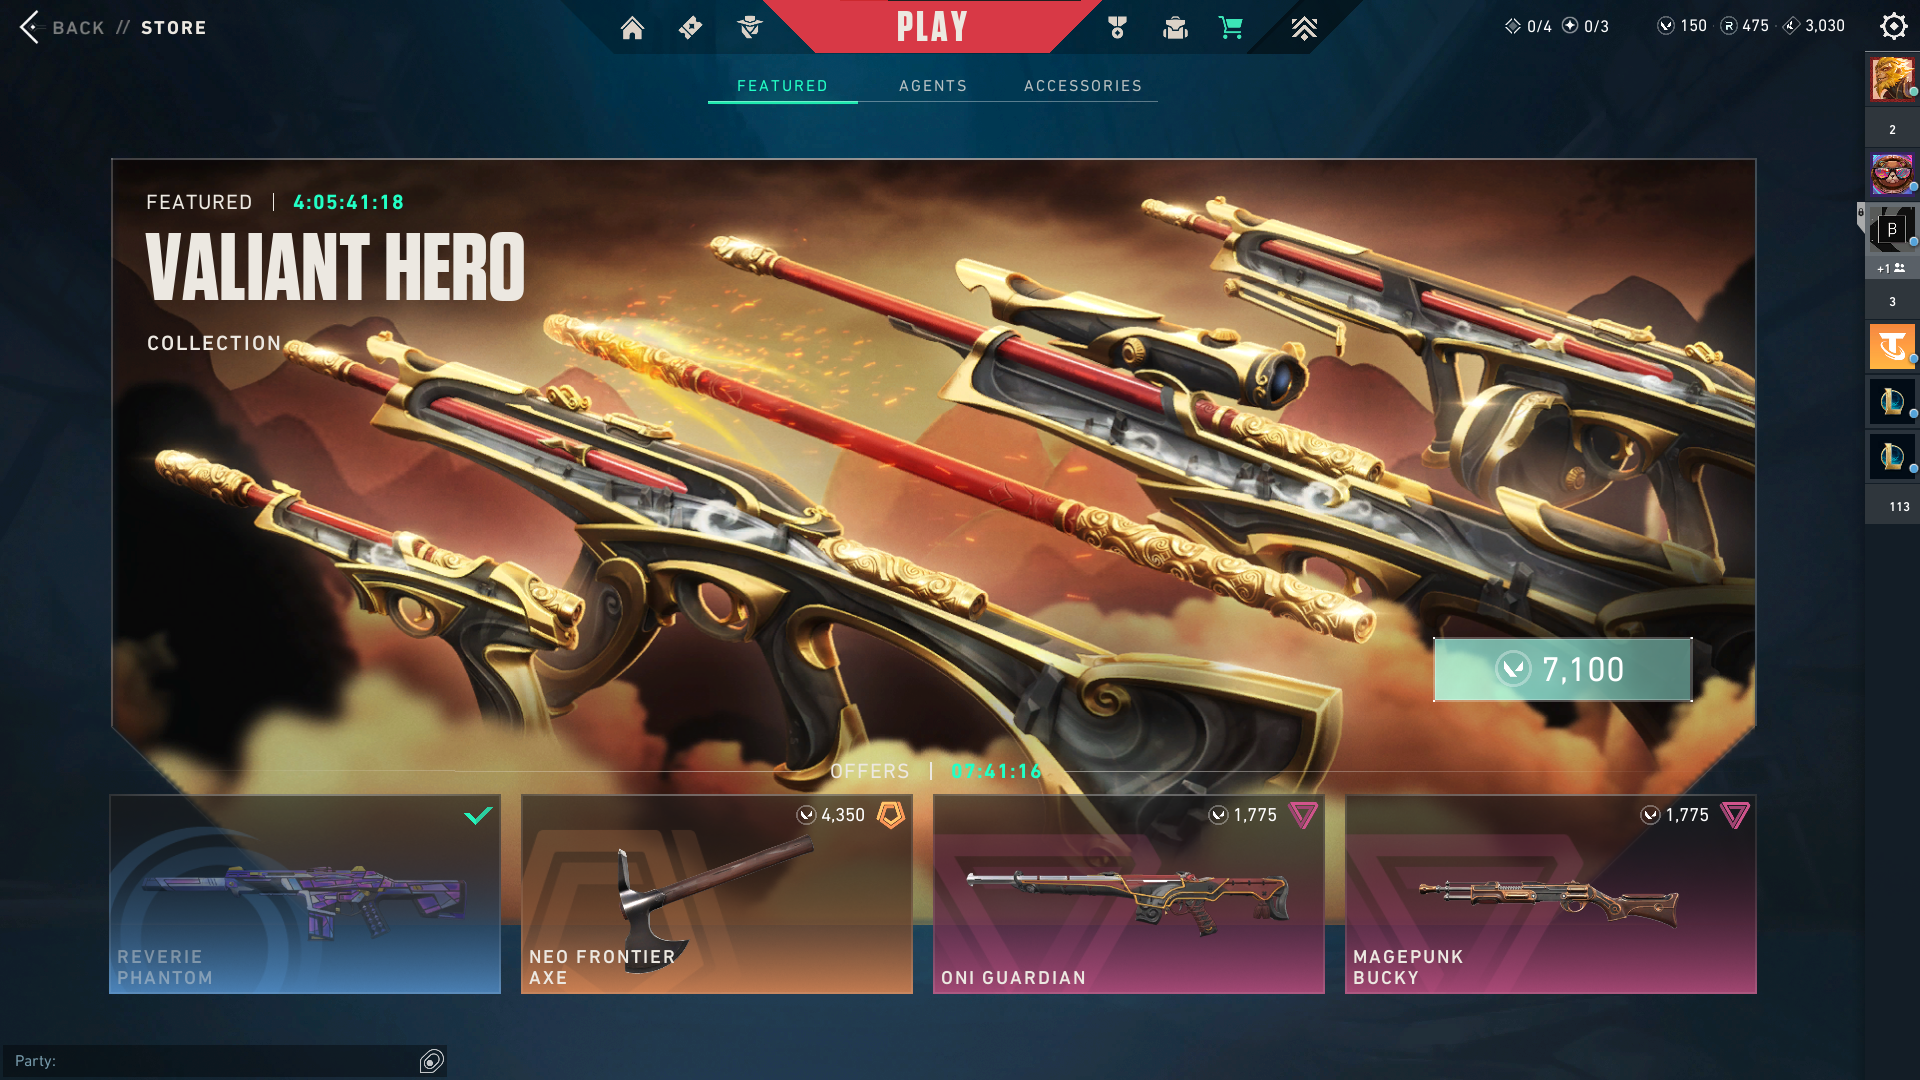 BACK // STORE
PLAY
0/4 0/3 150 475 3,030
FEATURED AGENTS ACCESSORIES
FEATURED | 4:05:41:18
VALIANT HERO
COLLECTION
7,100
OFFERS | 07:41:16
REVERIE
PHANTOM
4,350
NEO FRONTIER
AXE
1,775
ONI GUARDIAN
1,775
MAGEPUNK
BUCKY
2
B
+1
3
113
Party: